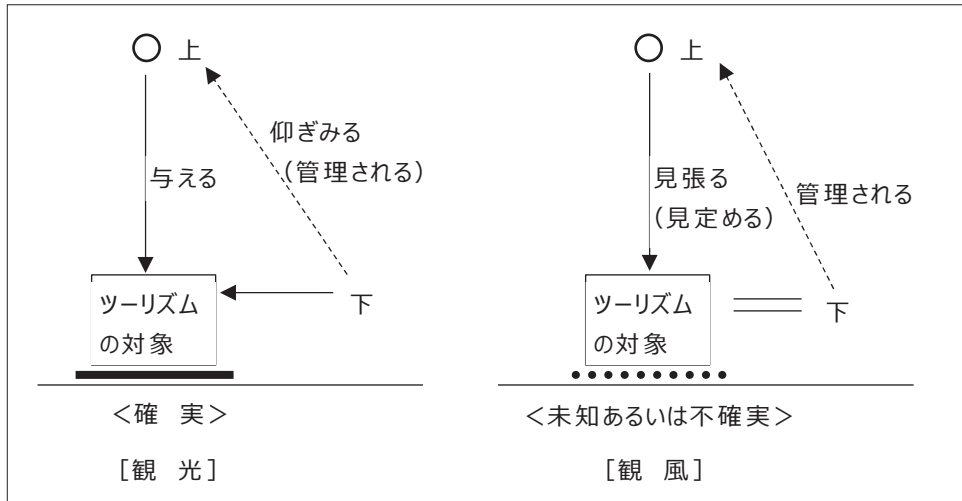 上
仰ぎみる
(管理される)
与える
ツーリズム
の対象
下
<確 実>
[観 光]
上
見張る
(見定める)
管理される
ツーリズム
の対象
下
<未知あるいは不確実>
[観 風]